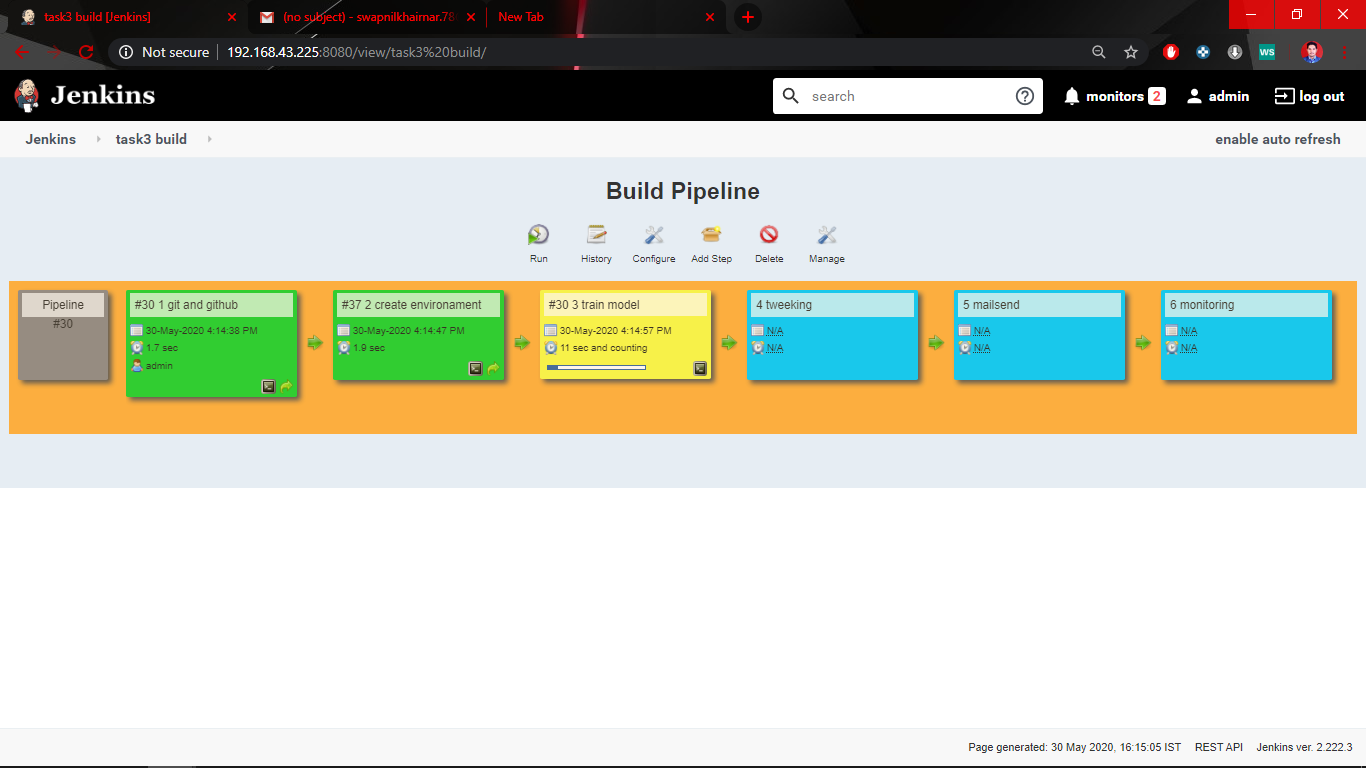 task3 build [Jenkins]
(no subject) - swapnilkhairnar.78
New Tab
Not secure
192.168.43.225:8080/view/task3%20build/
WS
Jenkins
search
monitors 2
admin
log out
Jenkins
task3 build
enable auto refresh
Build Pipeline
Run
History
Configure
Add Step
Delete
Manage
Pipeline
#30
#30 1 git and github
30-May-2020 4:14:38 PM
1.7 sec
admin
#37 2 create environament
30-May-2020 4:14:47 PM
1.9 sec
#30 3 train model
30-May-2020 4:14:57 PM
11 sec and counting
4 tweeking
N/A
N/A
5 mailsend
N/A
N/A
6 monitoring
N/A
N/A
Page generated: 30 May 2020, 16:15:05 IST
REST API
Jenkins ver. 2.222.3